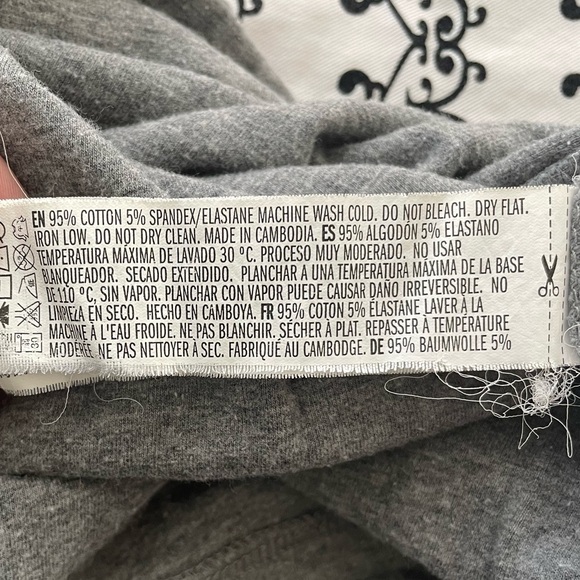 EN 95% COTTON 5% SPANDEX/ELASTANE MACHINE WASH COLD. DO NOT BLEACH. DRY FLAT.
IRON LOW. DO NOT DRY CLEAN. MADE IN CAMBODIA. ES 95% ALGODÓN 5% ELASTANO
TEMPERATURA MÁXIMA DE LAVADO 30 ºC. PROCESO MUY MODERADO. NO USAR
BLANQUEADOR. SECADO EXTENDIDO. PLANCHAR A UNA TEMPERATURA MÁXIMA DE LA BASE
DE 110 ºC, SIN VAPOR. PLANCHAR CON VAPOR PUEDE CAUSAR DAÑO IRREVERSIBLE. NO
LIMPIEZA EN SECO. HECHO EN CAMBOYA. FR 95% COTON 5% ÉLASTANE LAVER À LA
MACHINE À L'EAU FROIDE. NE PAS BLANCHIR. SÉCHER À PLAT. REPASSER À TEMPÉRATURE
MODÉRÉE. NE PAS NETTOYER À SEC. FABRIQUÉ AU CAMBODGE. DE 95% BAUMWOLLE 5%